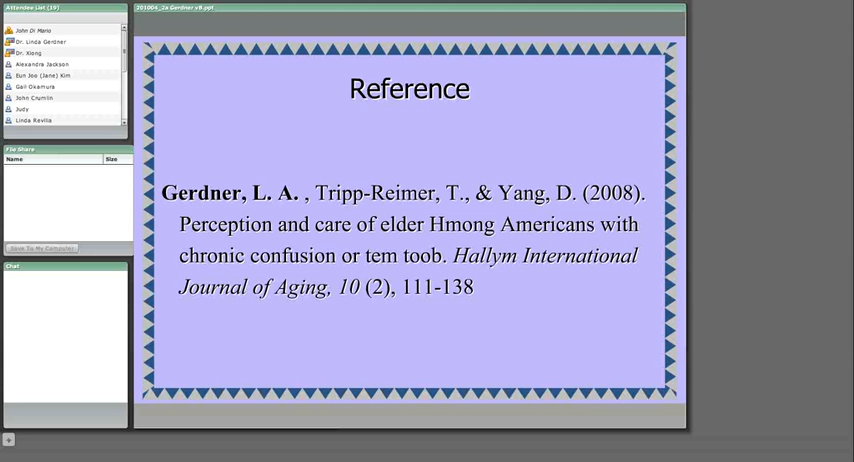 Attendee List (19)
John Di Mario
Dr. Linda Gerdner
Dr. Xiong
Alexandra Jackson
Eun Joo (Jane) Kim
Gail Okamura
John Crumlin
Judy
Linda Revilla
File Share
Name Size
Save To My Computer
Chat
201004_2a Gerdner v8.ppt
Reference
Gerdner, L. A. , Tripp-Reimer, T., & Yang, D. (2008).
Perception and care of elder Hmong Americans with
chronic confusion or tem toob. Hallym International
Journal of Aging, 10 (2), 111-138